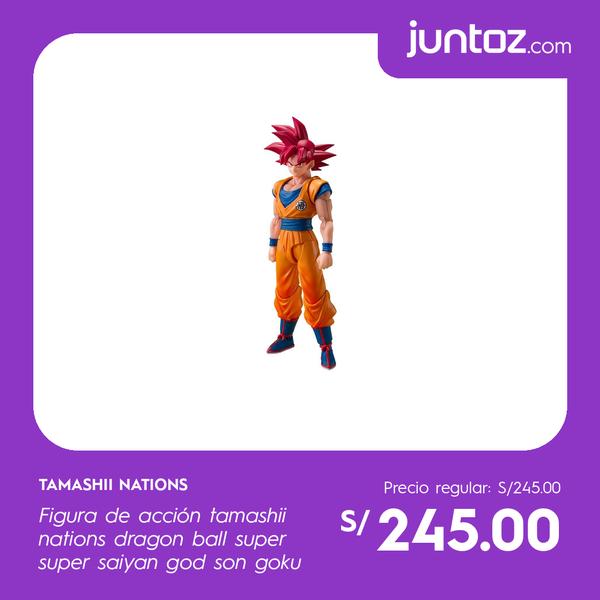 juntoz.com
TAMASHII NATIONS
Figura de acción tamashii
nations dragon ball super
super saiyan god son goku
Precio regular: S/245.00
S/ 245.00